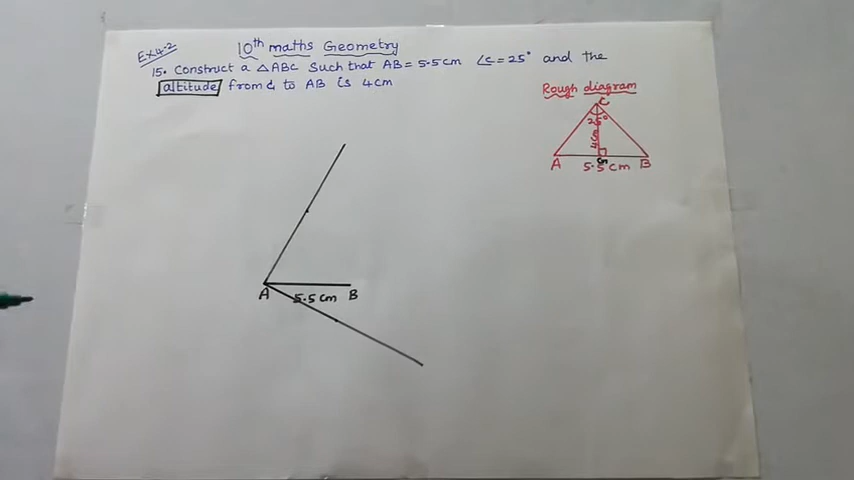 Ex 4.2
10th maths Geometry
15. Construct a △ABC such that AB = 5.5cm ∠C = 25° and the
altitude from C to AB is 4cm
Rough diagram
C
25°
4 cm
A B
5.5 cm
A 5.5 cm B